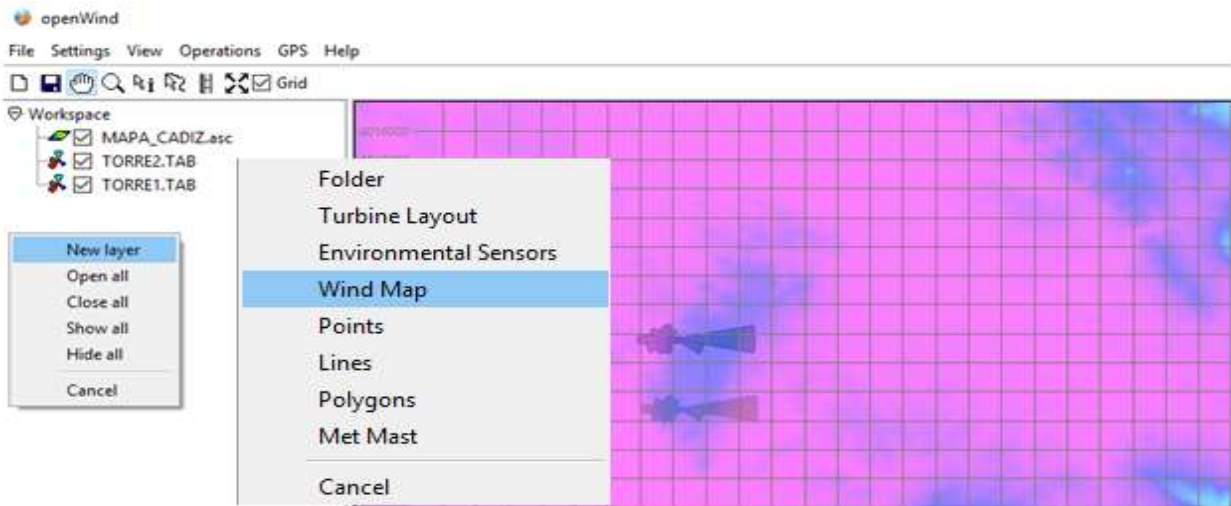 openWind
File Settings View Operations GPS Help
Grid
Workspace
MAPA_CADIZ.asc
TORRE2.TAB
TORRE1.TAB
New layer
Open all
Close all
Show all
Hide all
Cancel
Folder
Turbine Layout
Environmental Sensors
Wind Map
Points
Lines
Polygons
Met Mast
Cancel